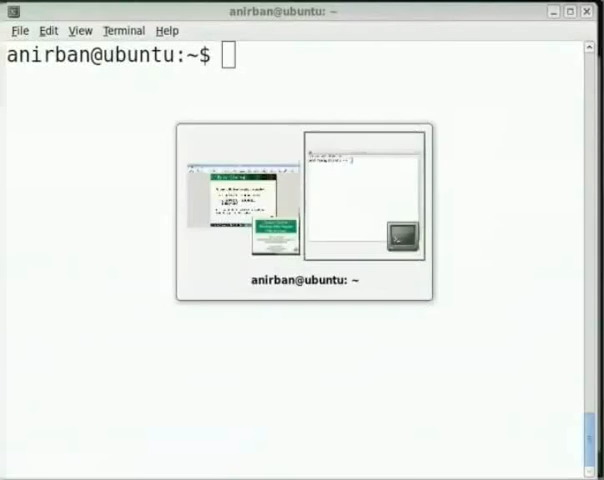 anirban@ubuntu: ~
File Edit View Terminal Help
anirban@ubuntu:~$
anirban@ubuntu: ~